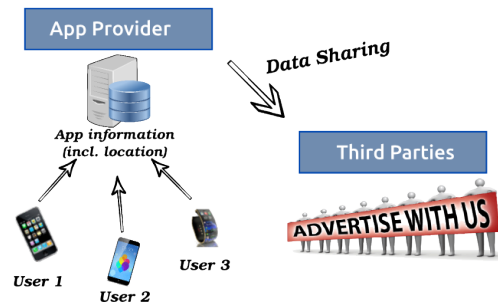 App Provider
Data Sharing
App information
(incl. location)
Third Parties
ADVERTISE WITH US
User 1
User 2
User 3